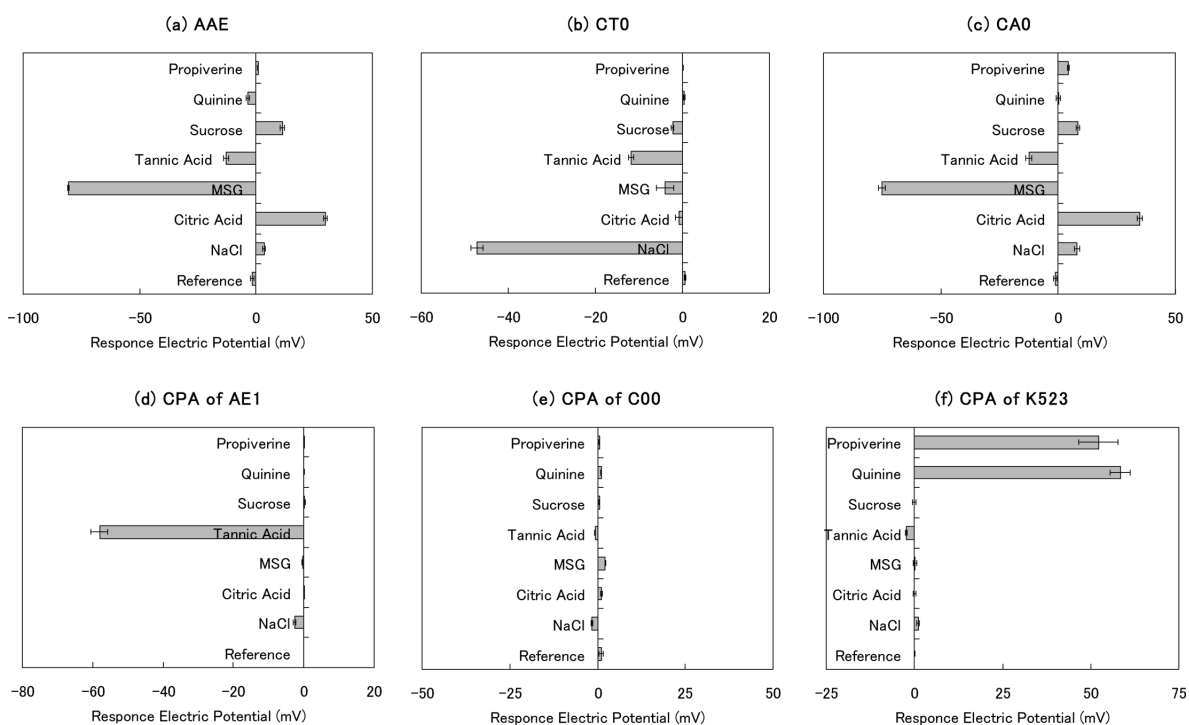 (a) AAE
Propiverine
Quinine
Sucrose
Tannic Acid
MSG
Citric Acid
NaCl
Reference
-100 -50 0 50
Responce Electric Potential (mV)
(b) CT0
Propiverine
Quinine
Sucrose
Tannic Acid
MSG
Citric Acid
NaCl
Reference
-60 -40 -20 0 20
Responce Electric Potential (mV)
(c) CA0
Propiverine
Quinine
Sucrose
Tannic Acid
MSG
Citric Acid
NaCl
Reference
-100 -50 0 50
Responce Electric Potential (mV)
(d) CPA of AE1
Propiverine
Quinine
Sucrose
Tannic Acid
MSG
Citric Acid
NaCl
Reference
-80 -60 -40 -20 0 20
Responce Electric Potential (mV)
(e) CPA of C00
Propiverine
Quinine
Sucrose
Tannic Acid
MSG
Citric Acid
NaCl
Reference
-50 -25 0 25 50
Responce Electric Potential (mV)
(f) CPA of K523
Propiverine
Quinine
Sucrose
Tannic Acid
MSG
Citric Acid
NaCl
Reference
-25 0 25 50 75
Responce Electric Potential (mV)